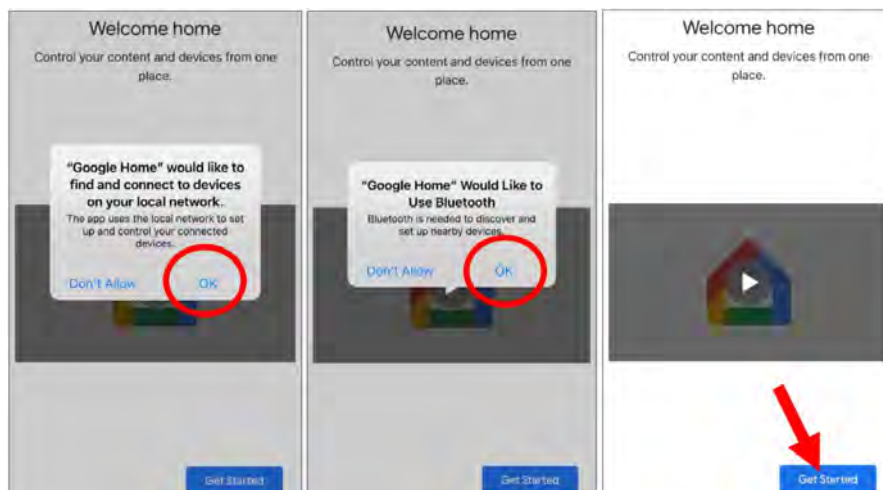 Welcome home
Control your content and devices from one
place.
"Google Home" would like to
find and connect to devices
on your local network.
The app uses the local network to set
up and control your connected
devices.
Don't Allow
OK
Get Started
Welcome home
Control your content and devices from one
place.
"Google Home" Would Like to
Use Bluetooth
Bluetooth is needed to discover and
set up nearby devices.
Don't Allow
OK
Get Started
Welcome home
Control your content and devices from one
place.
Get Started